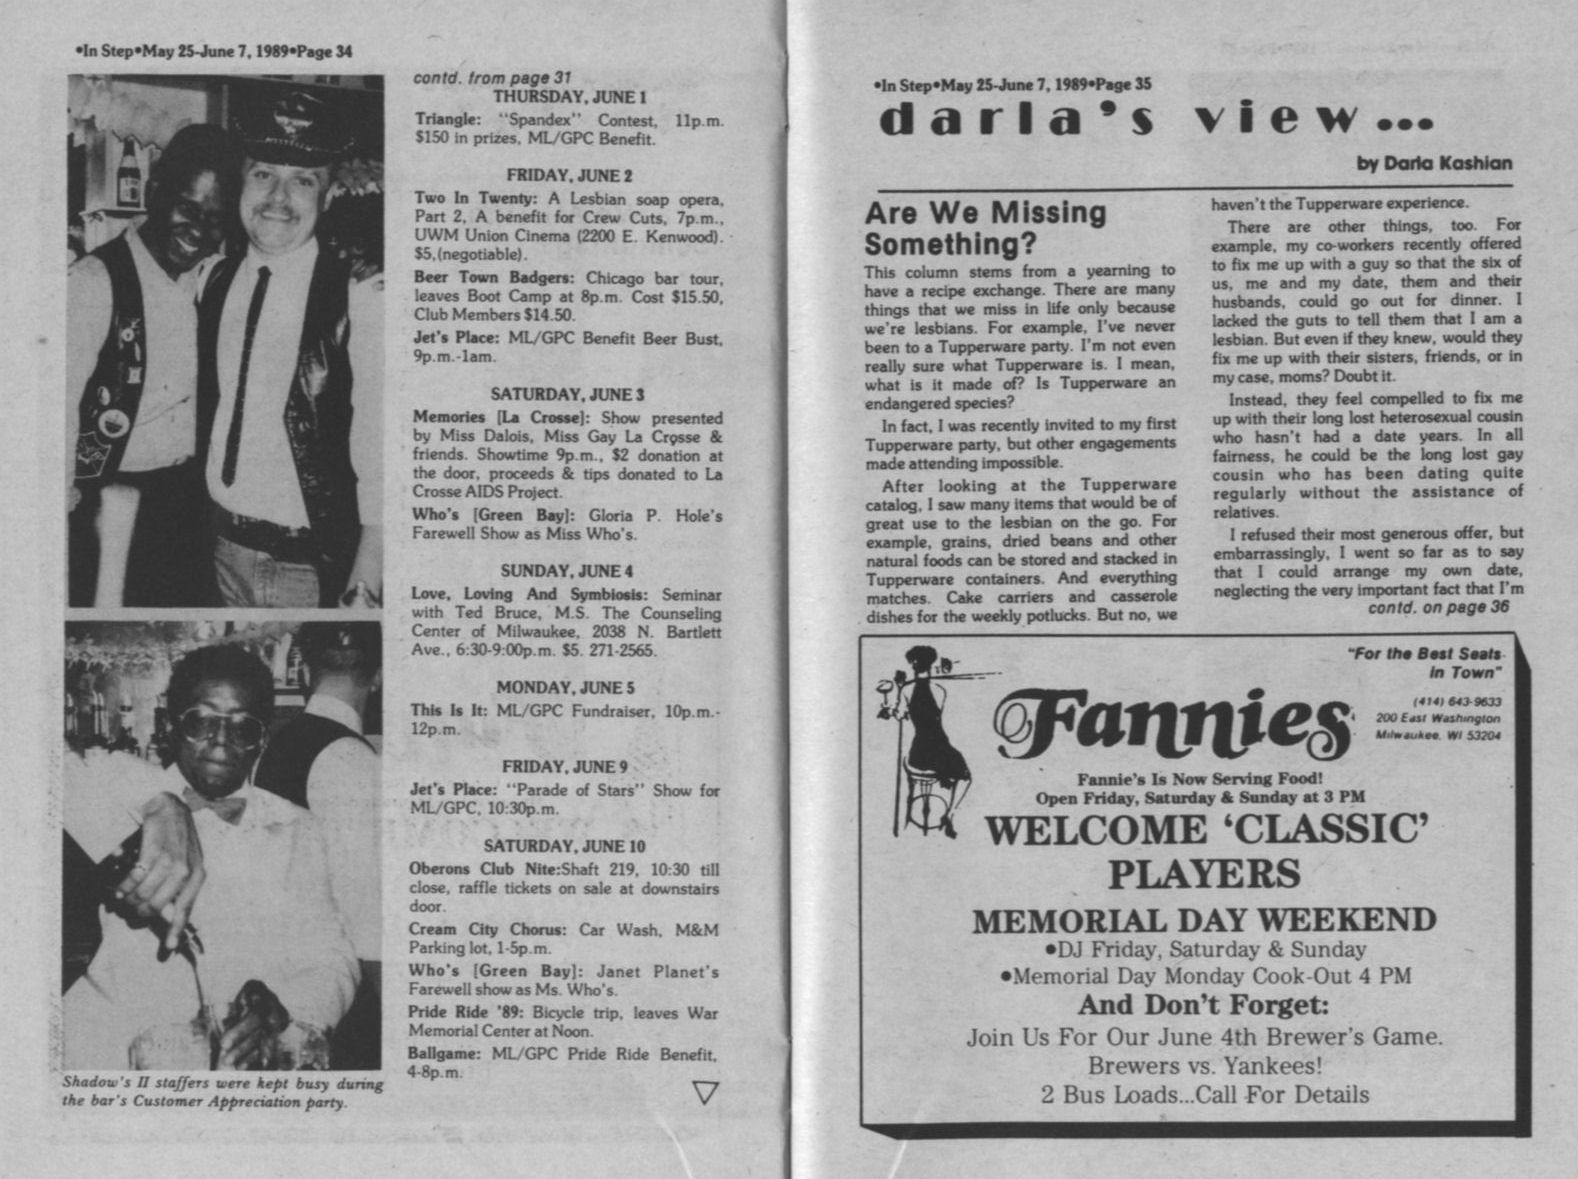 •In Step•May 25-June 7, 1989•Page 34
contd. from page 31
THURSDAY, JUNE 1
Triangle: "Spandex" Contest, 11p.m.
$150 in prizes, ML/GPC Benefit.
FRIDAY, JUNE 2
Two In Twenty: A Lesbian soap opera,
Part 2, A benefit for Crew Cuts, 7p.m.,
UWM Union Cinema (2200 E. Kenwood).
$5,(negotiable).
Beer Town Badgers: Chicago bar tour,
leaves Boot Camp at 8p.m. Cost $15.50,
Club Members $14.50.
Jet's Place: ML/GPC Benefit Beer Bust,
9p.m.-1am.
SATURDAY, JUNE 3
Memories [La Crosse]: Show presented
by Miss Dalois, Miss Gay La Crosse &
friends. Showtime 9p.m., $2 donation at
the door, proceeds & tips donated to La
Crosse AIDS Project.
Who's [Green Bay]: Gloria P. Hole's
Farewell Show as Miss Who's.
SUNDAY, JUNE 4
Love, Loving And Symbiosis: Seminar
with Ted Bruce, M.S. The Counseling
Center of Milwaukee, 2038 N. Bartlett
Ave., 6:30-9:00p.m. $5. 271-2565.
MONDAY, JUNE 5
This Is It: ML/GPC Fundraiser, 10p.m.-
12p.m.
FRIDAY, JUNE 9
Jet's Place: "Parade of Stars" Show for
ML/GPC, 10:30p.m.
SATURDAY, JUNE 10
Oberons Club Nite:Shaft 219, 10:30 till
close, raffle tickets on sale at downstairs
door.
Cream City Chorus: Car Wash, M&M
Parking lot, 1-5p.m.
Who's [Green Bay]: Janet Planet's
Farewell show as Ms. Who's.
Pride Ride '89: Bicycle trip, leaves War
Memorial Center at Noon.
Ballgame: ML/GPC Pride Ride Benefit,
4-8p.m.
Shadow's II staffers were kept busy during
the bar's Customer Appreciation party.
•In Step•May 25-June 7, 1989•Page 35
darla's view...
by Darla Kashian
Are We Missing
Something?
This column stems from a yearning to
have a recipe exchange. There are many
things that we miss in life only because
we're lesbians. For example, I've never
been to a Tupperware party. I'm not even
really sure what Tupperware is. I mean,
what is it made of? Is Tupperware an
endangered species?
In fact, I was recently invited to my first
Tupperware party, but other engagements
made attending impossible.
After looking at the Tupperware
catalog, I saw many items that would be of
great use to the lesbian on the go. For
example, grains, dried beans and other
natural foods can be stored and stacked in
Tupperware containers. And everything
matches. Cake carriers and casserole
dishes for the weekly potlucks. But no, we
haven't the Tupperware experience.
There are other things, too. For
example, my co-workers recently offered
to fix me up with a guy so that the six of
us, me and my date, them and their
husbands, could go out for dinner. I
lacked the guts to tell them that I am a
lesbian. But even if they knew, would they
fix me up with their sisters, friends, or in
my case, moms? Doubt it.
Instead, they feel compelled to fix me
up with their long lost heterosexual cousin
who hasn't had a date years. In all
fairness, he could be the long lost gay
cousin who has been dating quite
regularly without the assistance of
relatives.
I refused their most generous offer, but
embarrassingly, I went so far as to say
that I could arrange my own date,
neglecting the very important fact that I'm
contd. on page 36
"For the Best Seats
in Town"
Fannies
(414) 643-9633
200 East Washington
Milwaukee, WI 53204
Fannie's Is Now Serving Food!
Open Friday, Saturday & Sunday at 3 PM
WELCOME 'CLASSIC'
PLAYERS
MEMORIAL DAY WEEKEND
•DJ Friday, Saturday & Sunday
•Memorial Day Monday Cook-Out 4 PM
And Don't Forget:
Join Us For Our June 4th Brewer's Game.
Brewers vs. Yankees!
2 Bus Loads...Call For Details